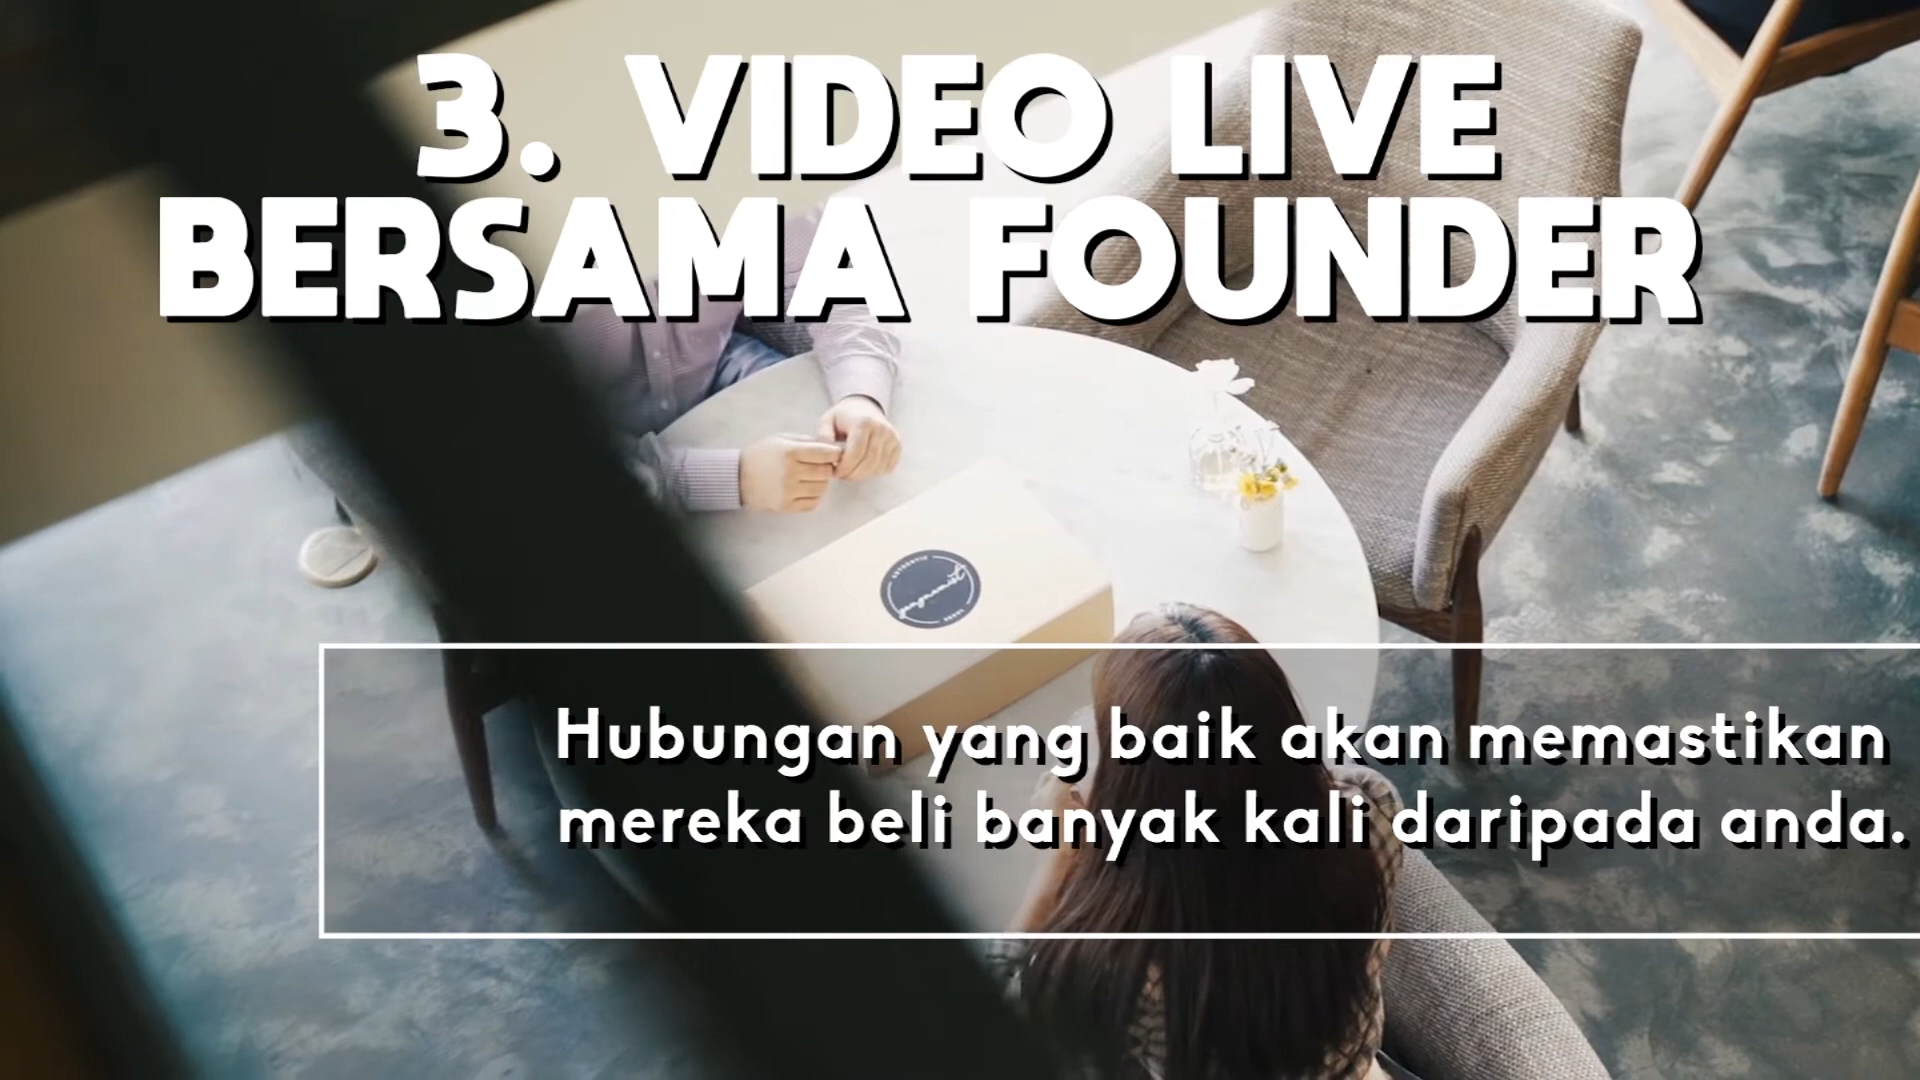 3. VIDEO LIVE
BERSAMA FOUNDER
Hubungan yang baik akan memastikan
mereka beli banyak kali daripada anda.